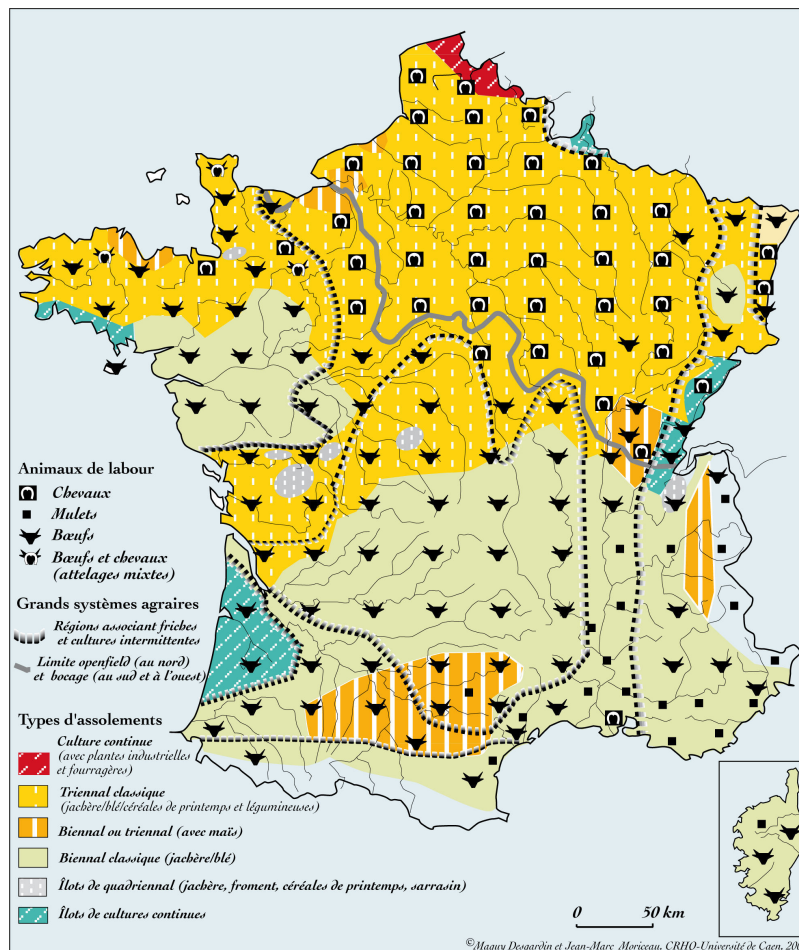 Animaux de labour
Chevaux
Mulets
Bœufs
Bœufs et chevaux
(attelages mixtes)
Grands systèmes agraires
Régions associant friches
et cultures intermittentes
Limite openfield (au nord)
et bocage (au sud et à l'ouest)
Types d'assolements
Culture continue
(avec plantes industrielles
et fourragères)
Triennal classique
(jachère/blé/céréales de printemps et légumineuses)
Biennal ou triennal (avec maïs)
Biennal classique (jachère/blé)
Îlots de quadriennal (jachère, froment, céréales de printemps, sarrasin)
Îlots de cultures continues
0 50 km
©Maguy Desgardin et Jean-Marc Moriceau, CRHO-Université de Caen, 200